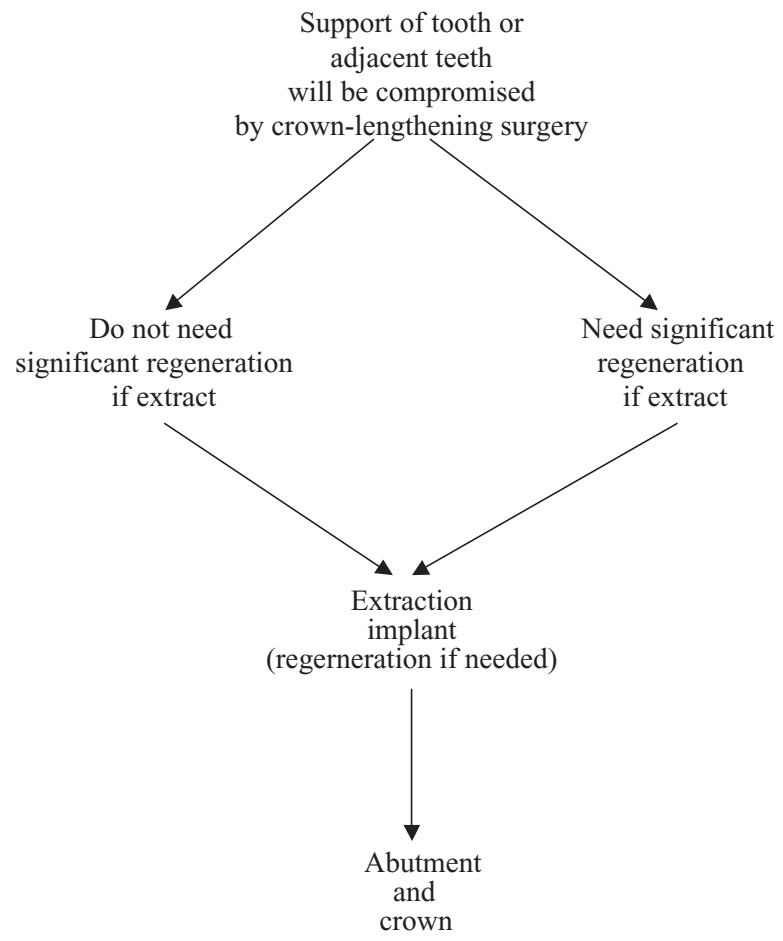 Support of tooth or
adjacent teeth
will be compromised
by crown-lengthening surgery
Do not need
significant regeneration
if extract
Need significant
regeneration
if extract
Extraction
implant
(regerneration if needed)
Abutment
and
crown